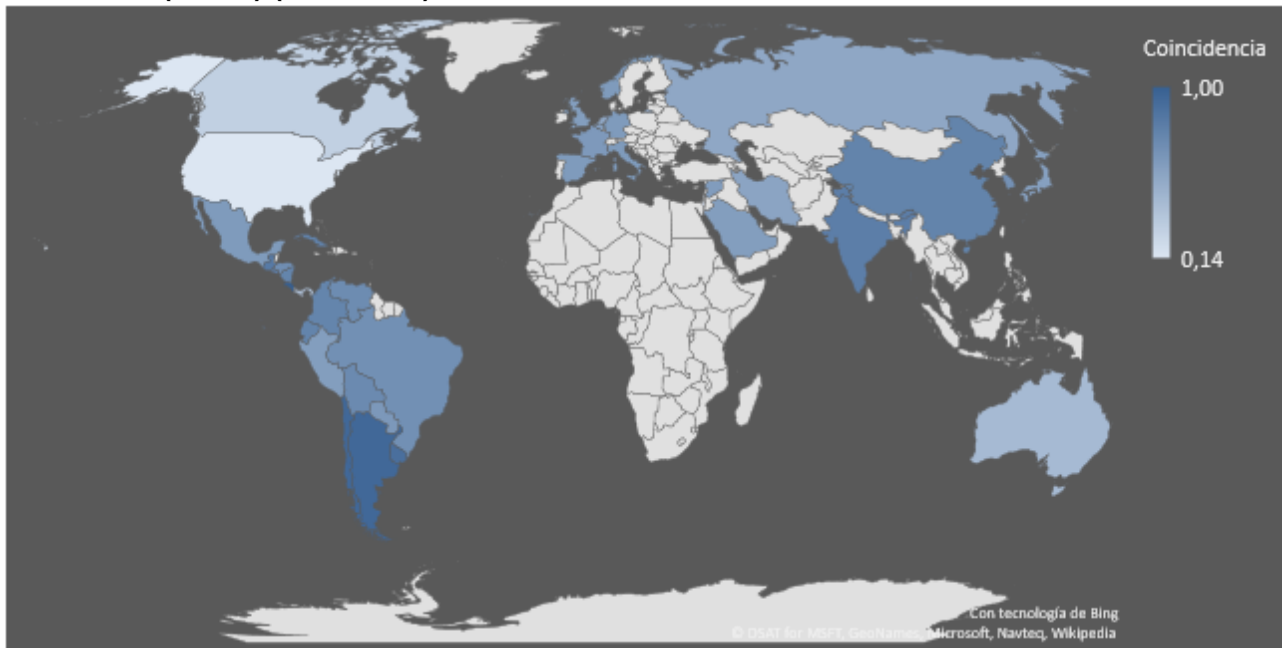 Coincidencia
1,00
0,14
Con tecnología de Bing
© DSAT for MSFT, GeoNames, Microsoft, Navteq, Wikipedia